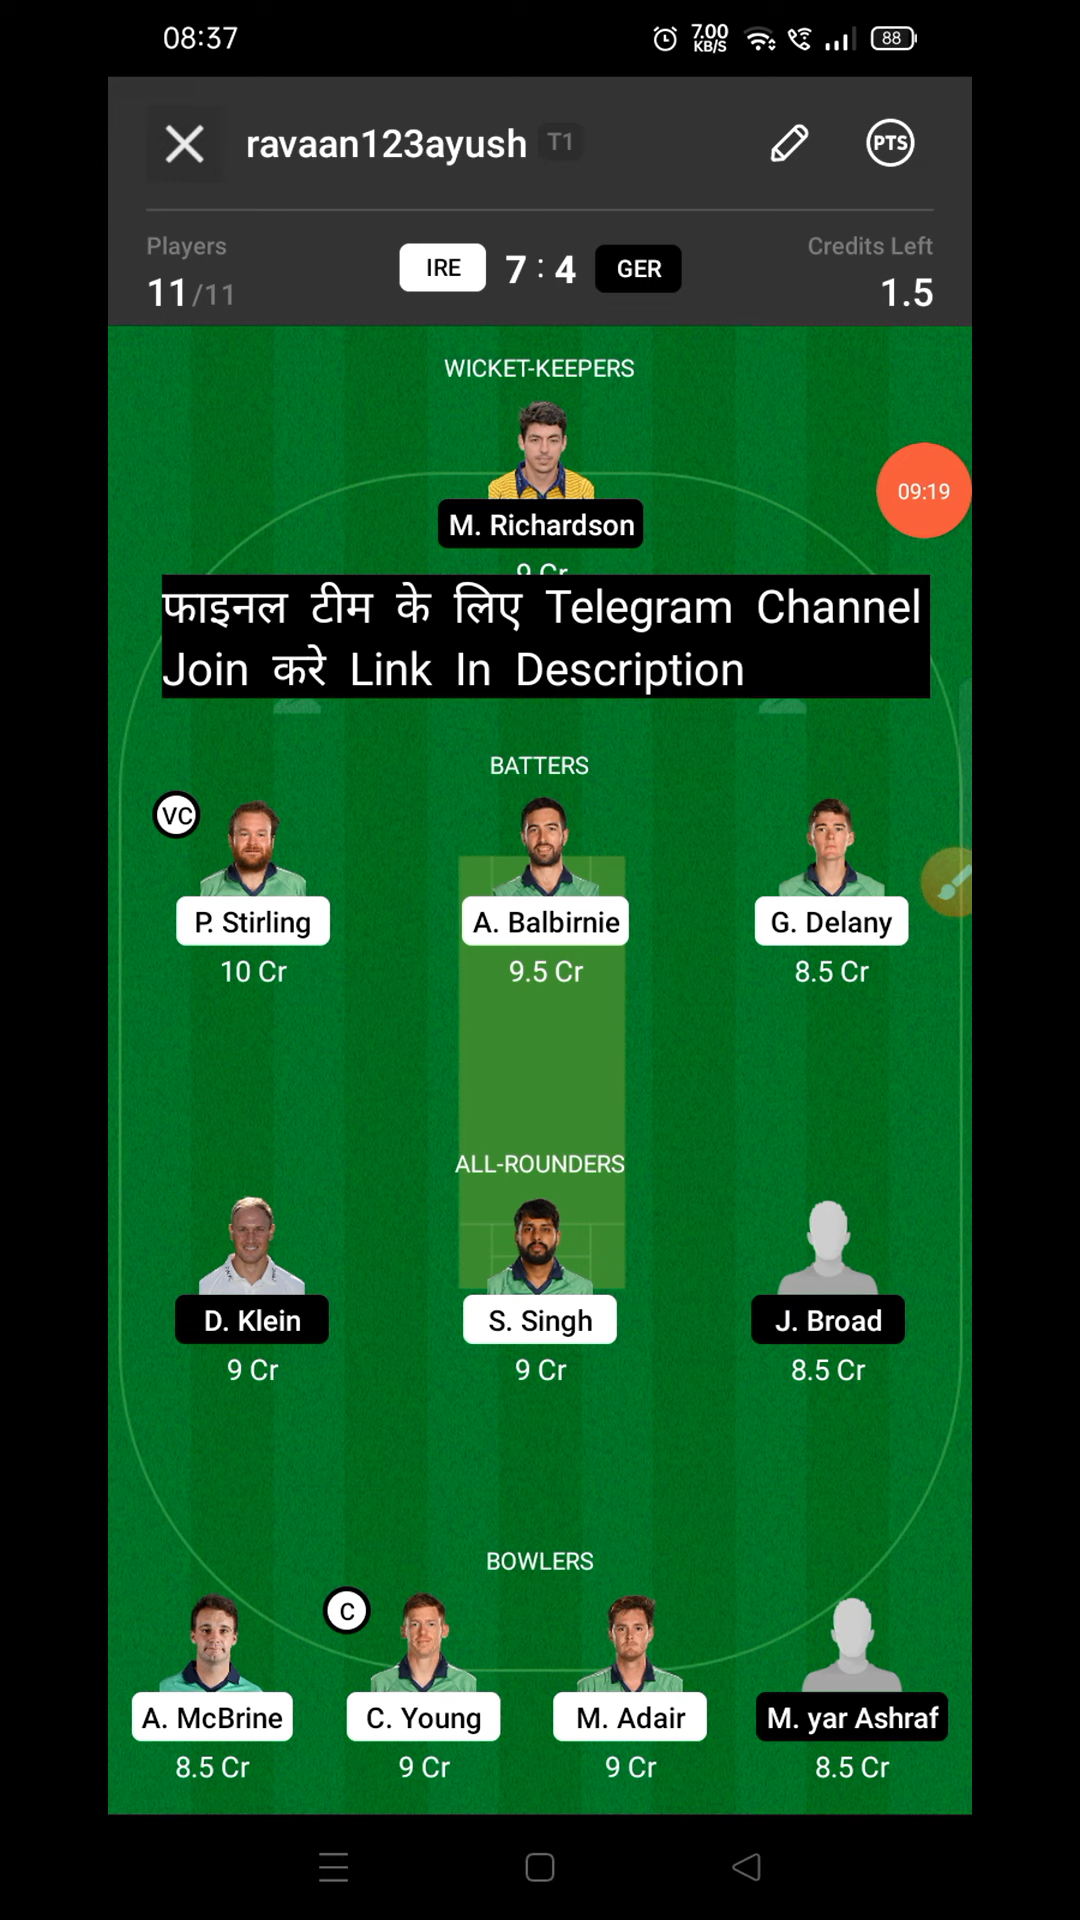 08:37 7.00 KB/S 88
ravaan123ayush T1 PTS
Players Credits Left
IRE 7 : 4 GER
11/11 1.5
WICKET-KEEPERS
09:19
M. Richardson
9 Cr
फाइनल टीम के लिए Telegram Channel
Join करे Link In Description
BATTERS
VC
P. Stirling A. Balbirnie G. Delany
10 Cr 9.5 Cr 8.5 Cr
ALL-ROUNDERS
D. Klein S. Singh J. Broad
9 Cr 9 Cr 8.5 Cr
BOWLERS
C
A. McBrine C. Young M. Adair M. yar Ashraf
8.5 Cr 9 Cr 9 Cr 8.5 Cr